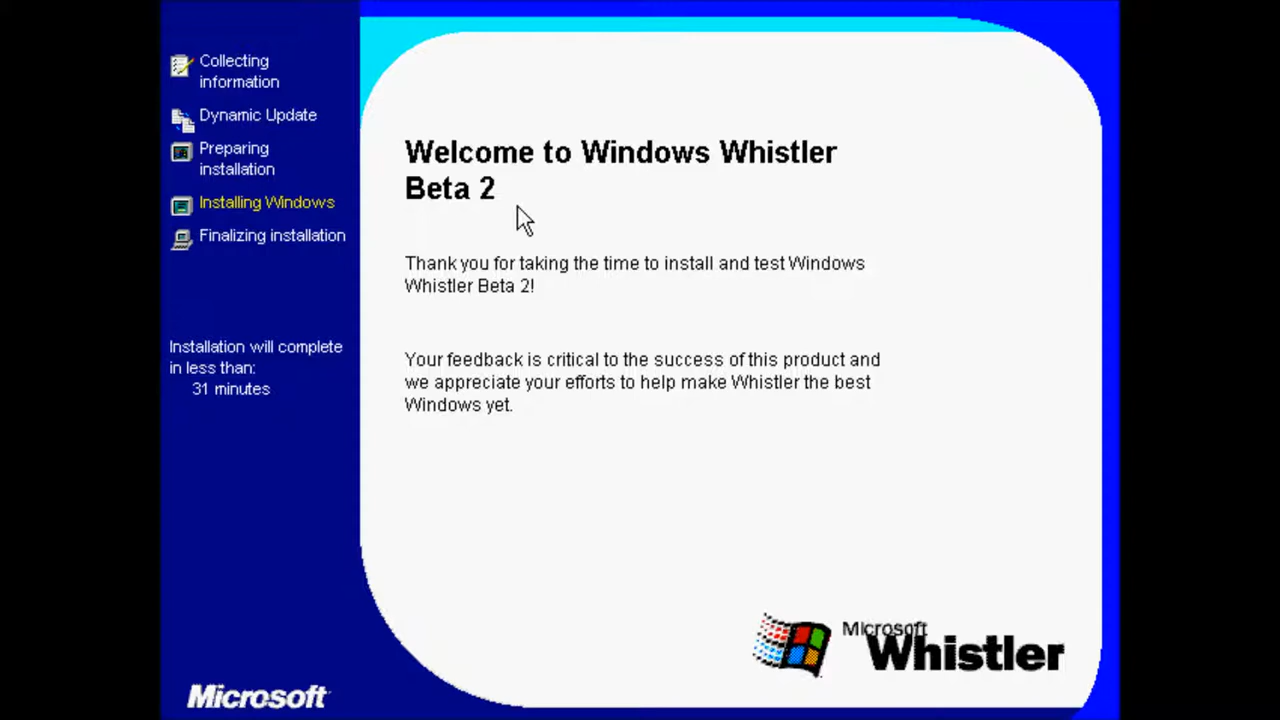 Collecting
information
Dynamic Update
Preparing
installation
Installing Windows
Finalizing installation
Installation will complete
in less than:
31 minutes
Microsoft
Welcome to Windows Whistler
Beta 2
Thank you for taking the time to install and test Windows
Whistler Beta 2!
Your feedback is critical to the success of this product and
we appreciate your efforts to help make Whistler the best
Windows yet.
Microsoft
Whistler